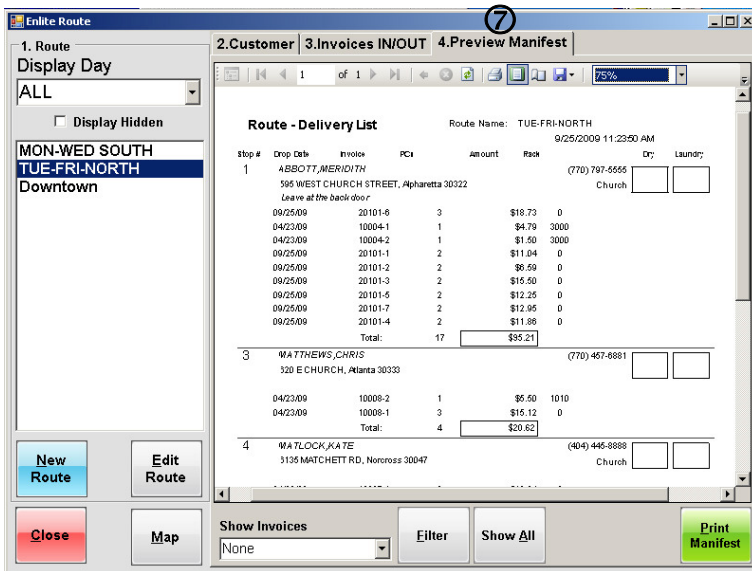 ⑦
Enlite Route
1. Route
Display Day
ALL
Display Hidden
MON-WED SOUTH
TUE-FRI-NORTH
Downtown
New Route
Edit Route
Close
Map
2.Customer 3.Invoices IN/OUT 4.Preview Manifest
1 of 1 75%
Route - Delivery List Route Name: TUE-FRI-NORTH
9/25/2009 11:23:50 AM
Stop # Drop Date Invoice PCs Amount Rack Dry Laundry
1 ABBOTT,MERIDITH (770) 797-5555
595 WEST CHURCH STREET, Alpharetta 30322 Church
Leave at the back door
09/25/09 20101-6 3 $18.73 0
04/23/09 10004-1 1 $4.79 3000
04/23/09 10004-2 1 $1.50 3000
09/25/09 20101-1 2 $11.04 0
09/25/09 20101-2 2 $6.59 0
09/25/09 20101-3 2 $15.50 0
09/25/09 20101-5 2 $12.25 0
09/25/09 20101-7 2 $12.95 0
09/25/09 20101-4 2 $11.86 0
Total: 17 $95.21
3 MATTHEWS,CHRIS (770) 457-6881
320 E CHURCH, Atlanta 30333
04/23/09 10008-2 1 $5.50 1010
04/23/09 10008-1 3 $15.12 0
Total: 4 $20.62
4 MATLOCK,KATE (404) 445-8888
3135 MATCHETT RD, Norcross 30047 Church
Show Invoices
None
Filter
Show All
Print Manifest